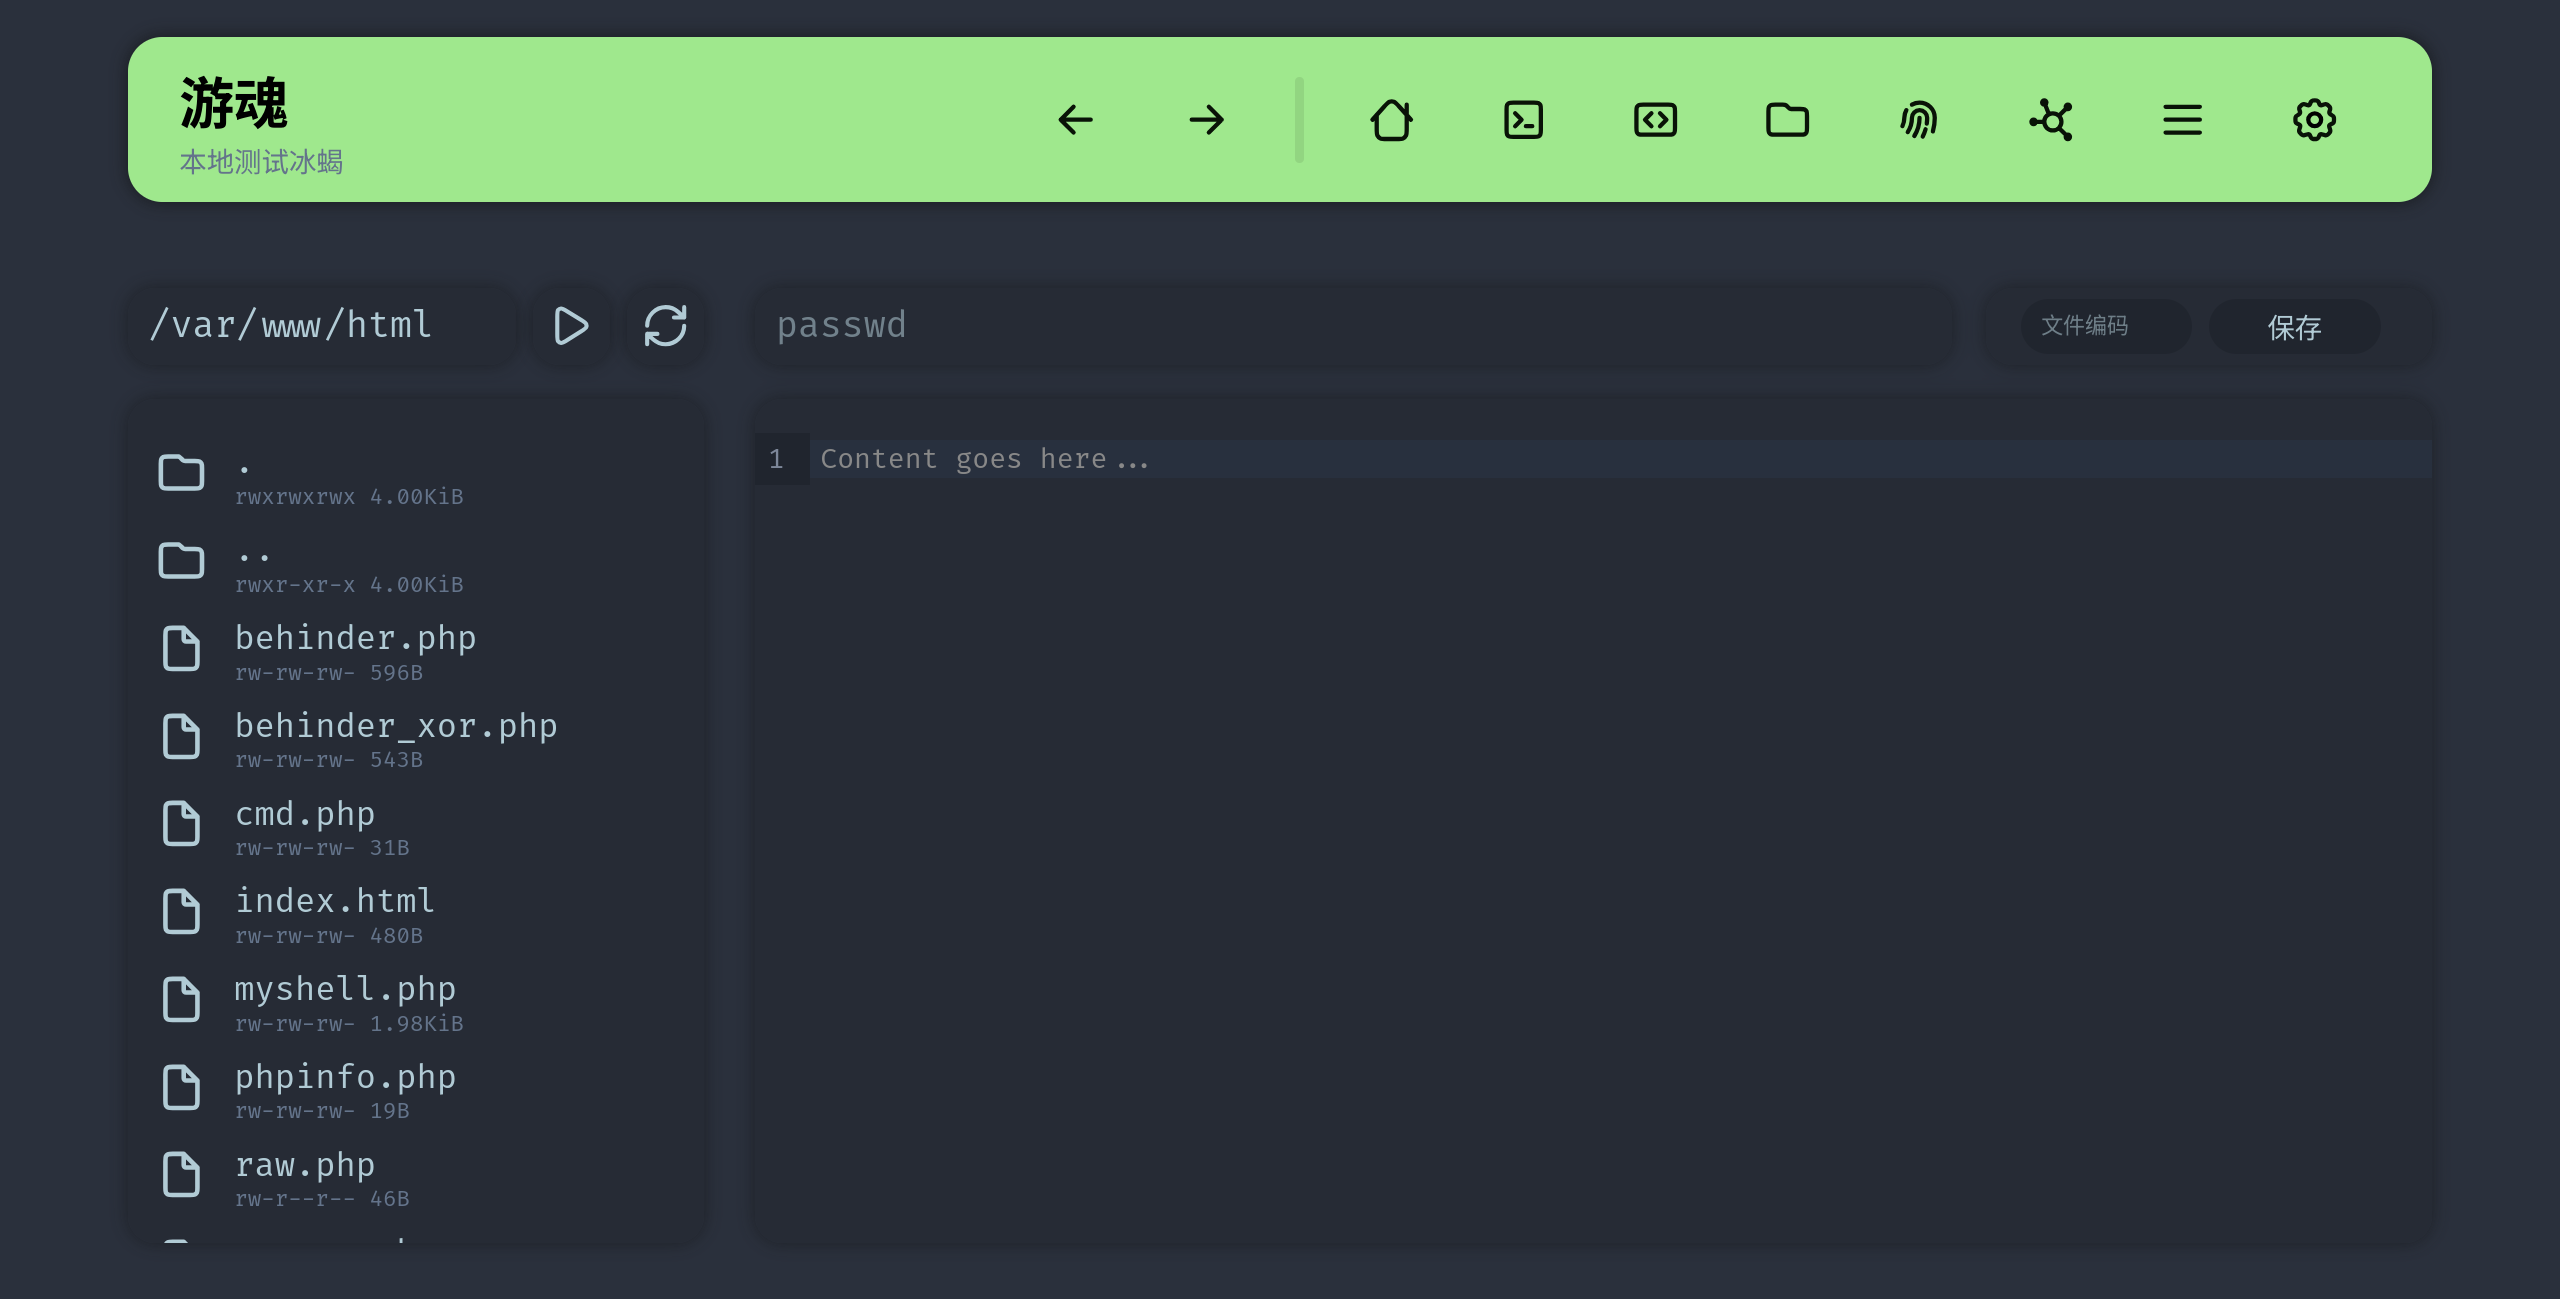 游魂
本地测试冰蝎
/var/www/html
passwd
文件编码
保存
.
rwxrwxrwx 4.00KiB
..
rwxr-xr-x 4.00KiB
behinder.php
rw-rw-rw- 596B
behinder_xor.php
rw-rw-rw- 543B
cmd.php
rw-rw-rw- 31B
index.html
rw-rw-rw- 480B
myshell.php
rw-rw-rw- 1.98KiB
phpinfo.php
rw-rw-rw- 19B
raw.php
rw-r--r-- 46B
1
Content goes here...